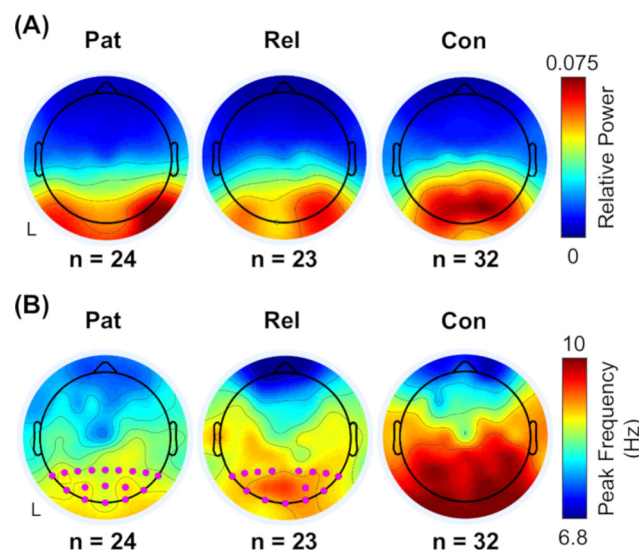 (A)
Pat Rel Con
0.075
Relative Power
0
L
n = 24 n = 23 n = 32
(B)
Pat Rel Con
10
Peak Frequency
(Hz)
6.8
L
n = 24 n = 23 n = 32